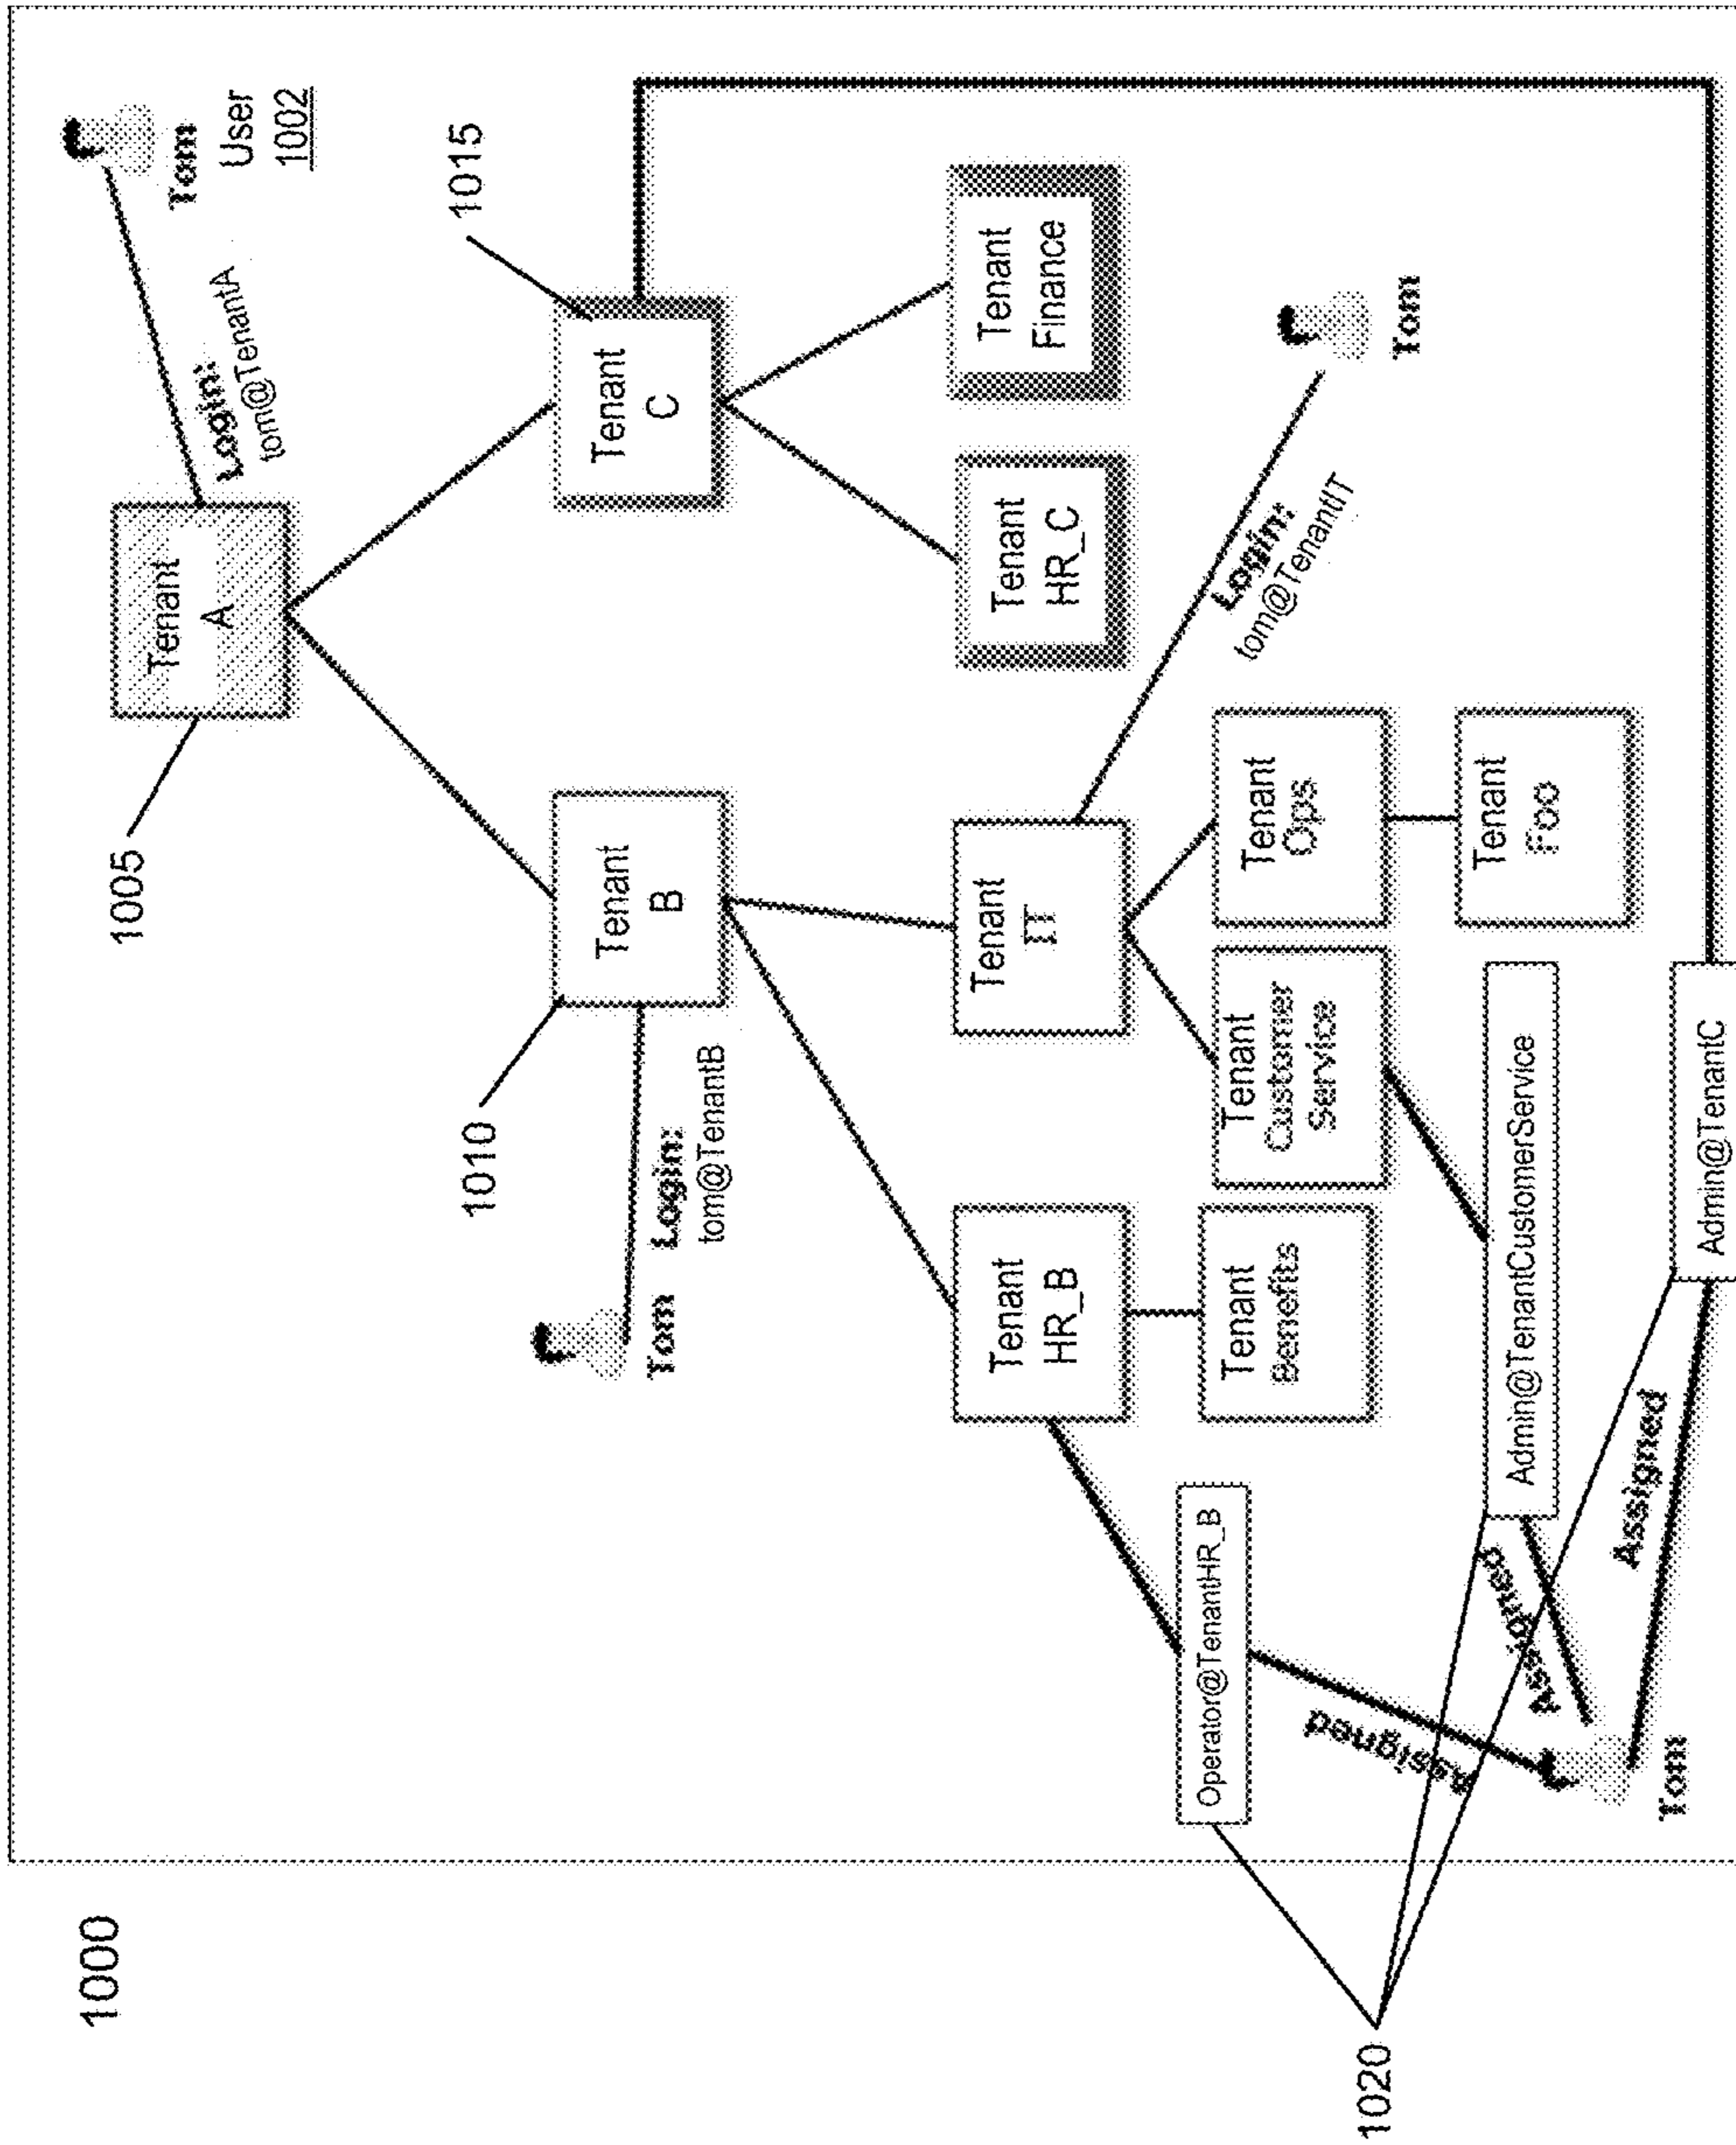 1000
Tenant
A
1005
Login:
tom@TenantA
Tom
User
1002
Tom
Login:
tom@TenantB
1010
Tenant
B
Tenant
C
1015
Tenant
HR_B
Tenant
IT
Tenant
HR_C
Tenant
Finance
Tenant
Benefits
Tenant
Customer
Service
Tenant
Ops
Login:
tom@TenantIT
Tom
Operator@TenantHR_B
Tenant
Foo
Assigned
Admin@TenantCustomerService
Assigned
Assigned
Admin@TenantC
Tom
1020